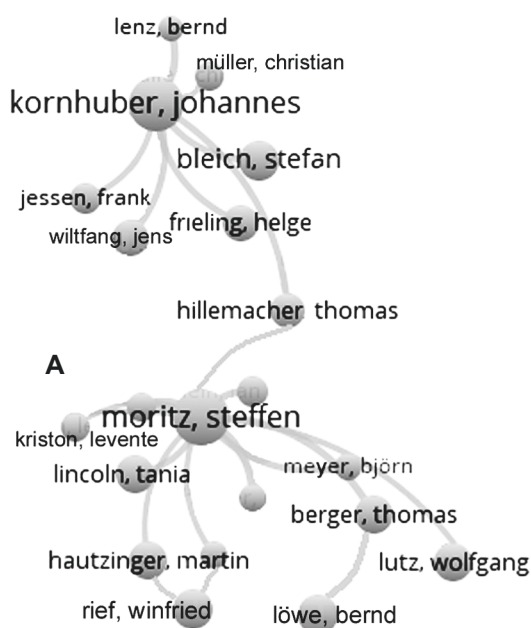 lenz, bernd
müller, christian
kornhuber, johannes
bleich, stefan
jessen, frank
frieling, helge
wiltfang, jens
hillemacher thomas
A
moritz, steffen
kriston, levente
meyer, björn
lincoln, tania
berger, thomas
hautzinger, martin
lutz, wolfgang
rief, winfried
löwe, bernd